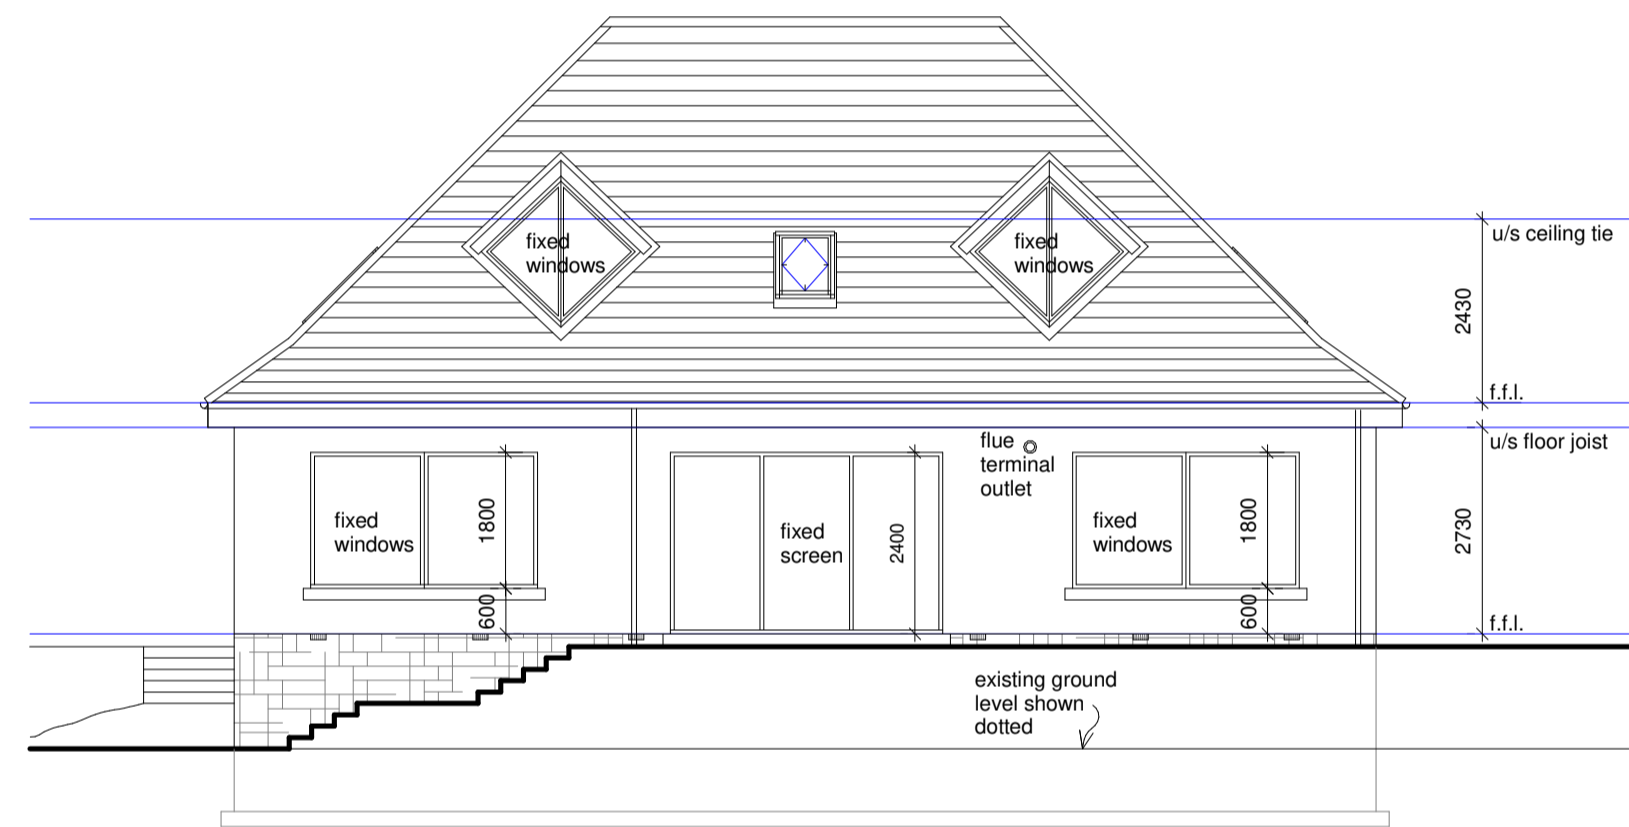 fixed
windows
fixed
windows
u/s ceiling tie
2430
f.f.l.
u/s floor joist
flue
terminal
outlet
fixed
windows
1800
600
fixed
screen
2400
fixed
windows
1800
600
2730
f.f.l.
existing ground
level shown
dotted